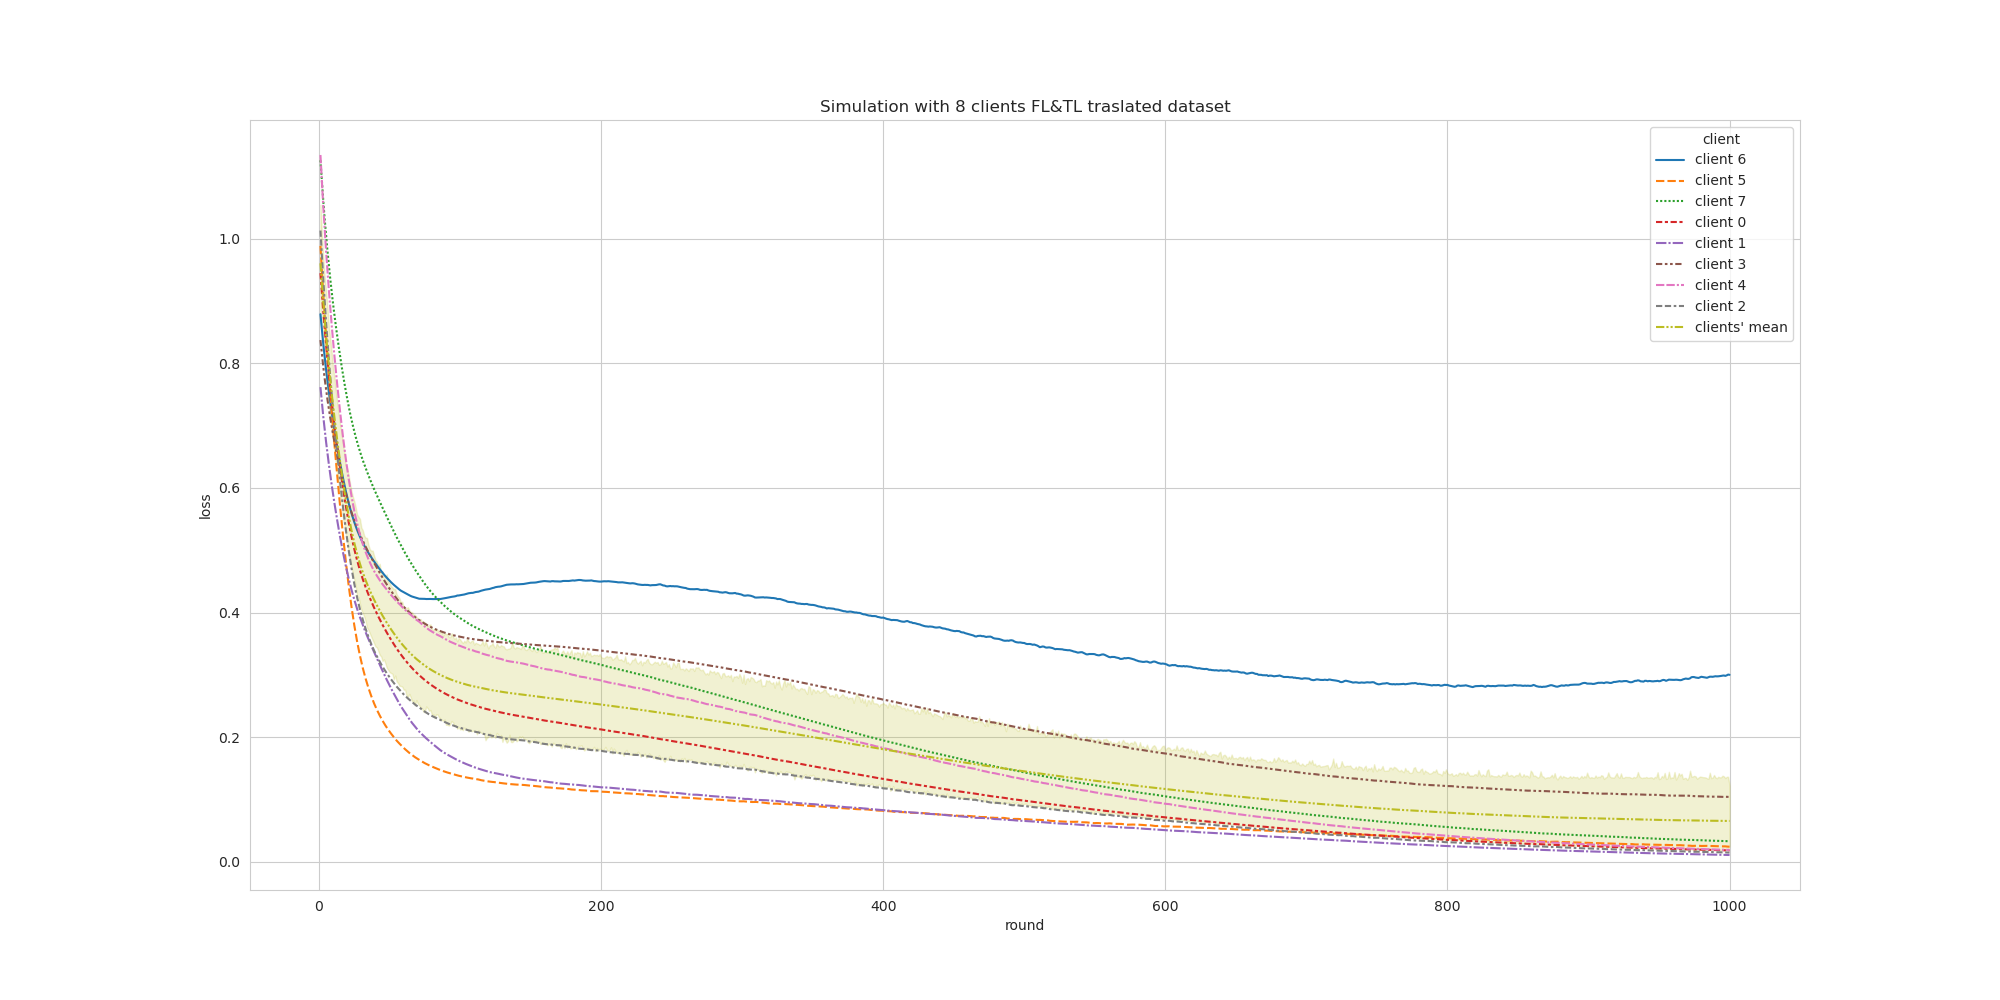 Simulation with 8 clients FL&TL traslated dataset
client
client 6
client 5
client 7
client 0
client 1
client 3
client 4
client 2
clients' mean
1.0
0.8
0.6
0.4
0.2
0.0
loss
0 200 400 600 800 1000
round